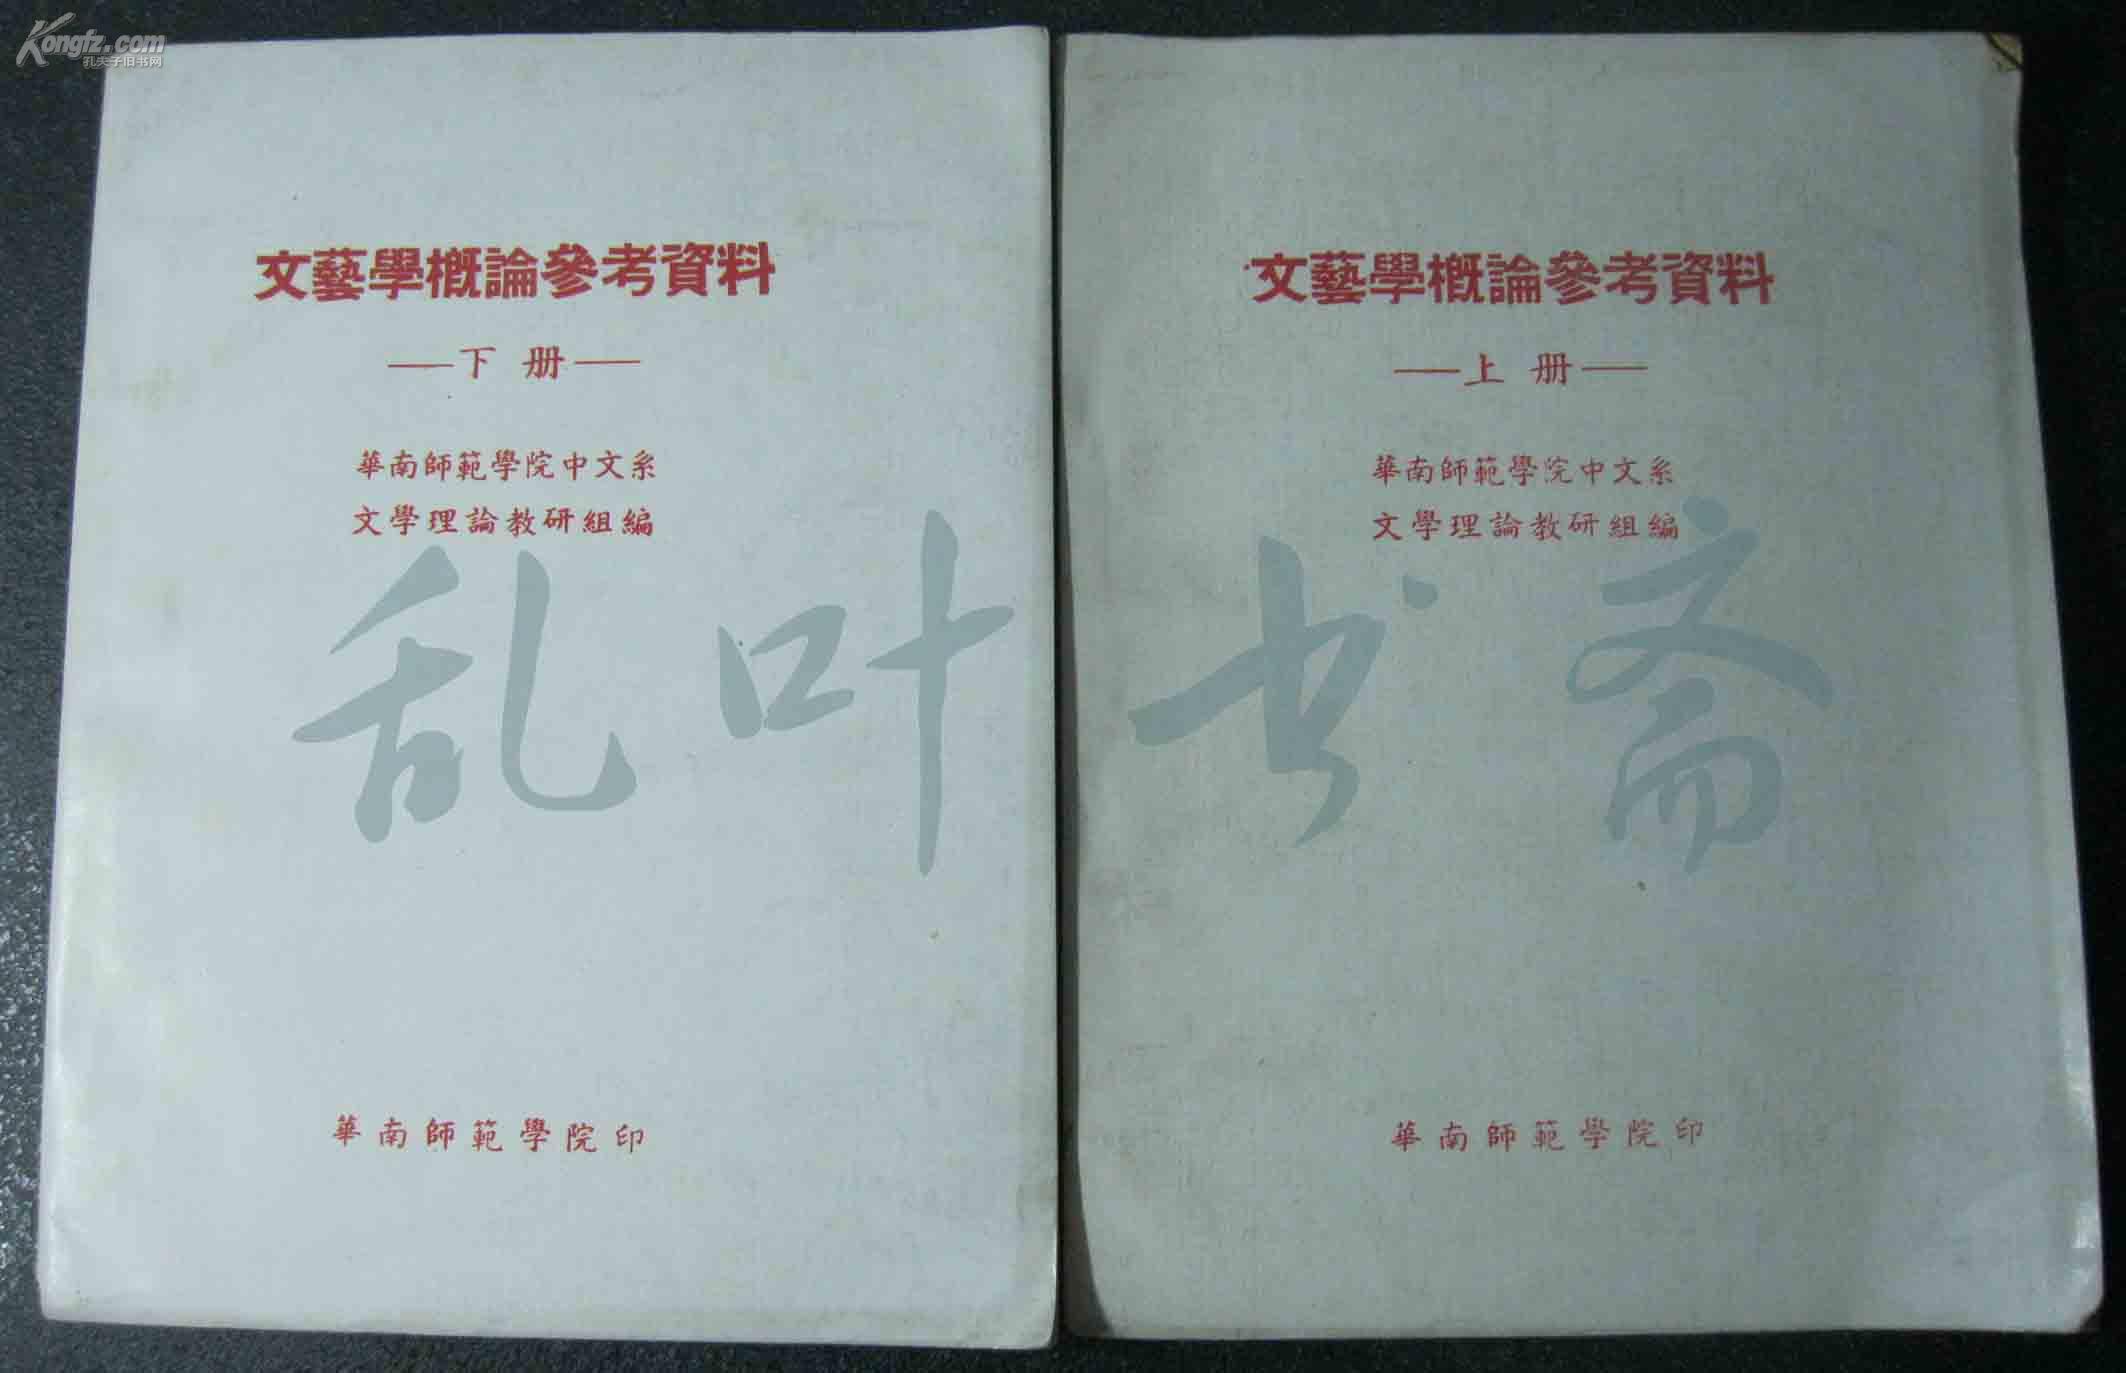 Kongfz.com
孔夫子旧书网
文藝學概論參考資料
——下 册——
華南師範學院中文系
文學理論教研組編
華南師範學院印
文藝學概論參考資料
——上 册——
華南師範學院中文系
文學理論教研組編
華南師範學院印
乱叶书斋